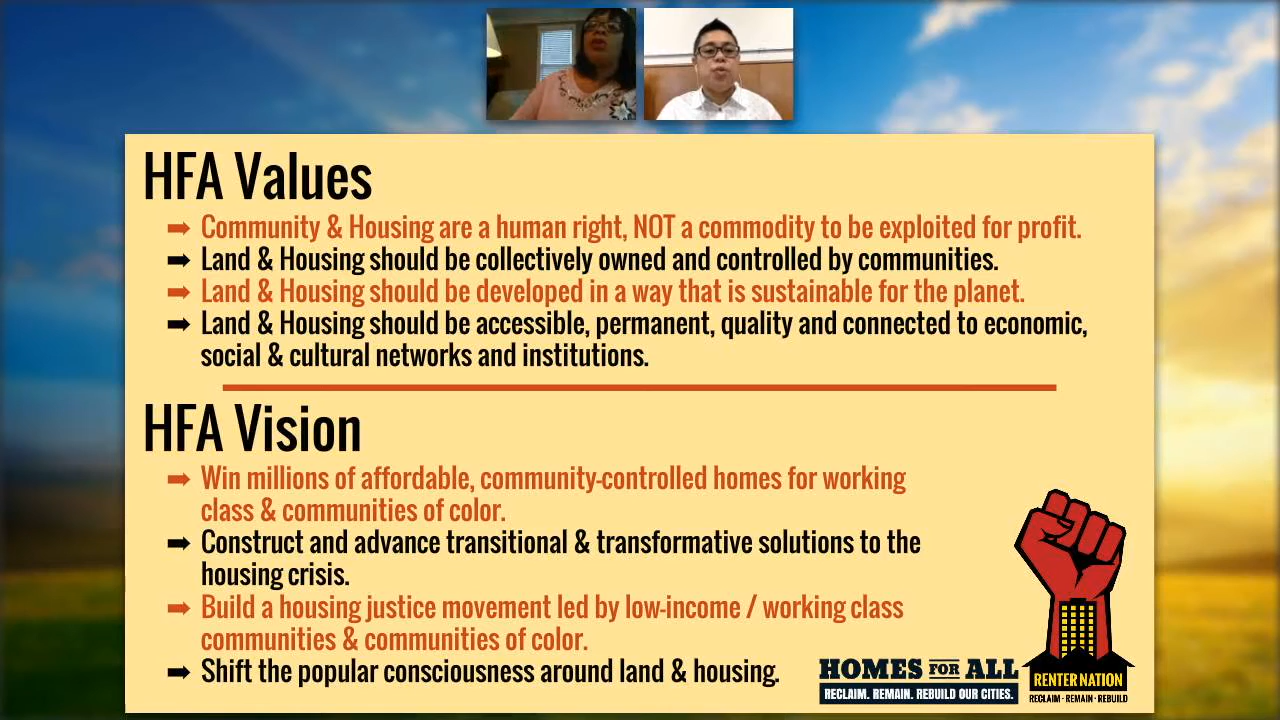 HFA Values
➡ Community & Housing are a human right, NOT a commodity to be exploited for profit.
➡ Land & Housing should be collectively owned and controlled by communities.
➡ Land & Housing should be developed in a way that is sustainable for the planet.
➡ Land & Housing should be accessible, permanent, quality and connected to economic,
social & cultural networks and institutions.
HFA Vision
➡ Win millions of affordable, community-controlled homes for working
class & communities of color.
➡ Construct and advance transitional & transformative solutions to the
housing crisis.
➡ Build a housing justice movement led by low-income / working class
communities & communities of color.
➡ Shift the popular consciousness around land & housing.
HOMES FOR ALL
RECLAIM. REMAIN. REBUILD OUR CITIES.
RENTER NATION
RECLAIM · REMAIN · REBUILD